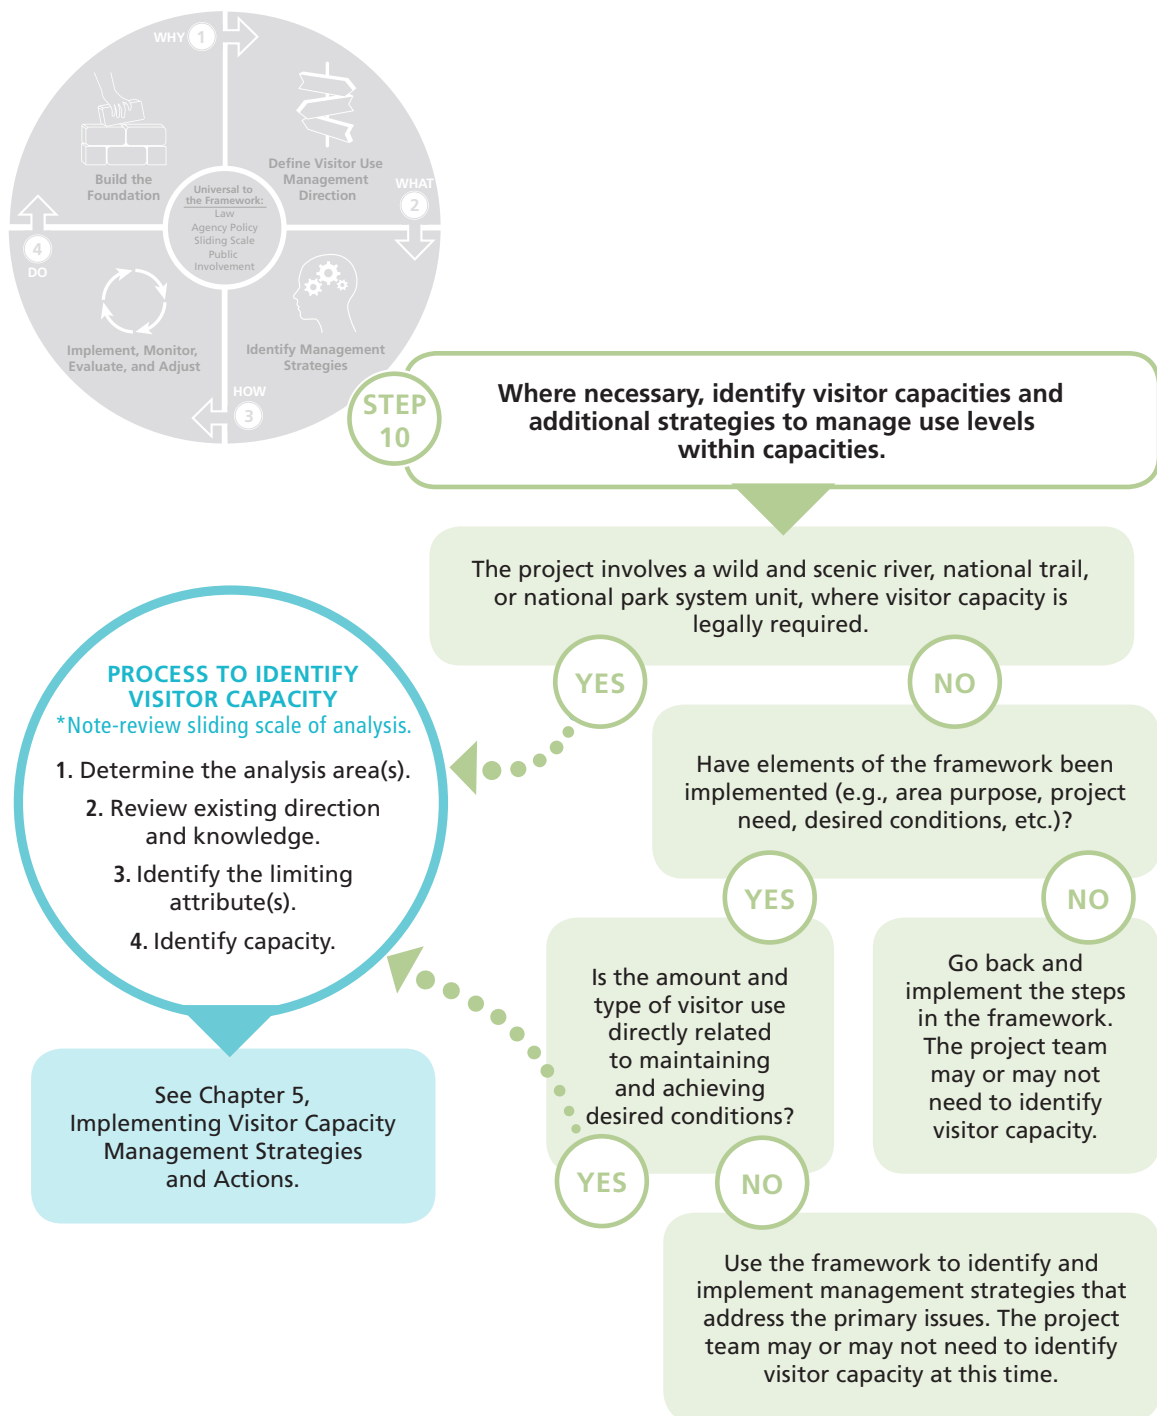 WHY 1
Build the
Foundation
Define Visitor Use
Management
Direction
WHAT
2
Universal to
the Framework:
Law
Agency Policy
Sliding Scale
Public
Involvement
4
DO
Implement, Monitor,
Evaluate, and Adjust
Identify Management
Strategies
HOW
3
STEP
10
Where necessary, identify visitor capacities and
additional strategies to manage use levels
within capacities.
The project involves a wild and scenic river, national trail,
or national park system unit, where visitor capacity is
legally required.
YES
NO
PROCESS TO IDENTIFY
VISITOR CAPACITY
*Note-review sliding scale of analysis.
1. Determine the analysis area(s).
2. Review existing direction
and knowledge.
3. Identify the limiting
attribute(s).
4. Identify capacity.
See Chapter 5,
Implementing Visitor Capacity
Management Strategies
and Actions.
Have elements of the framework been
implemented (e.g., area purpose, project
need, desired conditions, etc.)?
YES
NO
Is the amount and
type of visitor use
directly related
to maintaining
and achieving
desired conditions?
Go back and
implement the steps
in the framework.
The project team
may or may not
need to identify
visitor capacity.
YES
NO
Use the framework to identify and
implement management strategies that
address the primary issues. The project
team may or may not need to identify
visitor capacity at this time.